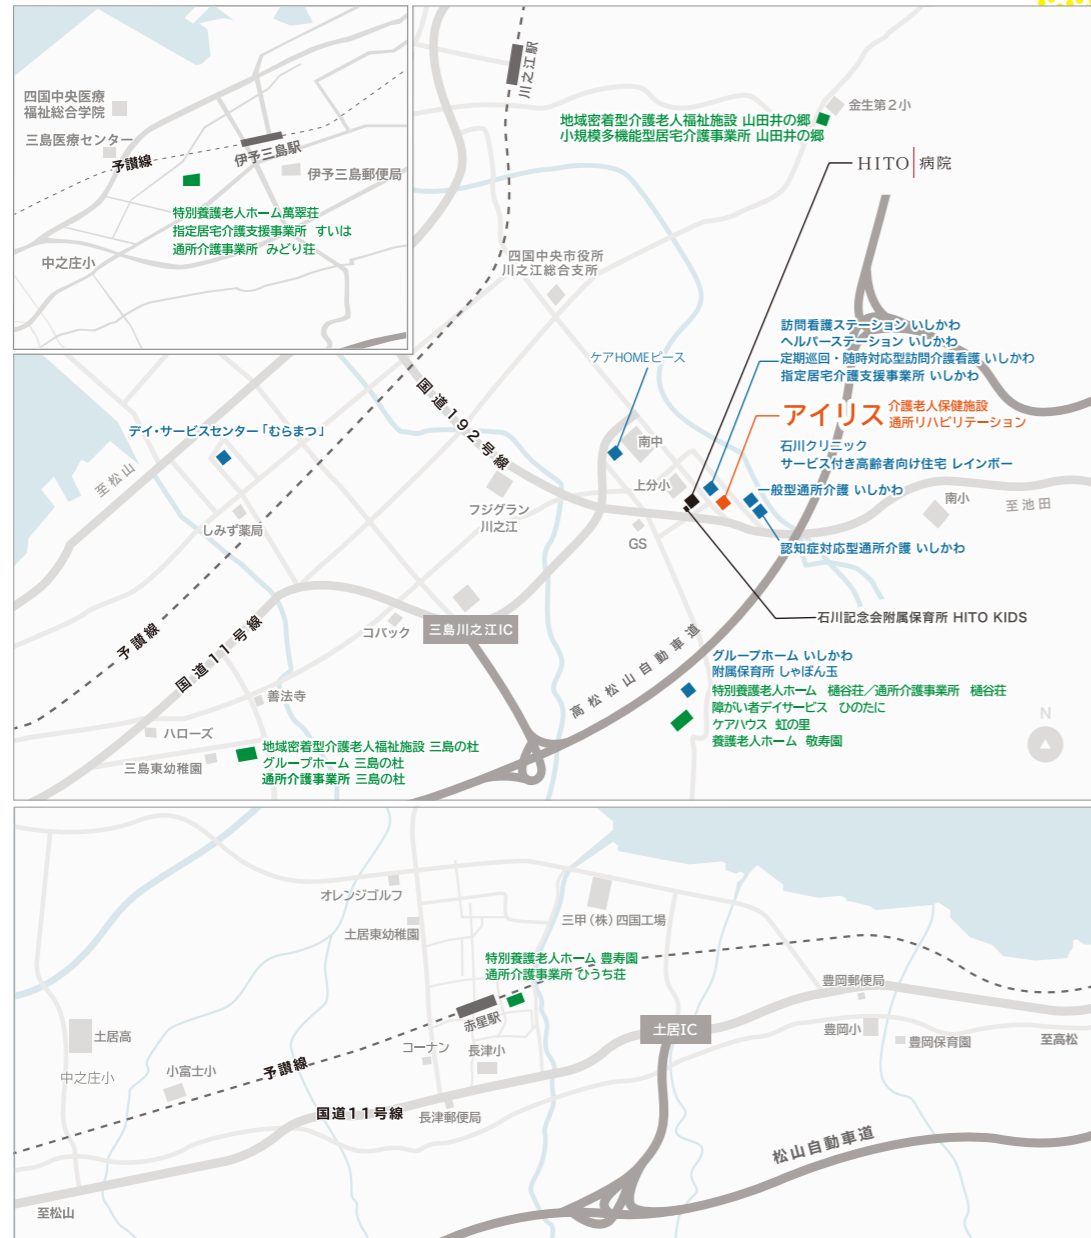 四国中央医療
福祉総合学院
三島医療センター
予讃線
伊予三島駅
伊予三島郵便局
特別養護老人ホーム萬翠荘
指定居宅介護支援事業所 すいは
通所介護事業所 みどり荘
中之庄小
川之江駅
金生第2小
地域密着型介護老人福祉施設 山田井の郷
小規模多機能型居宅介護事業所 山田井の郷
HITO 病院
四国中央市役所
川之江総合支所
訪問看護ステーション いしかわ
ヘルパーステーション いしかわ
定期巡回・随時対応型訪問介護看護 いしかわ
指定居宅介護支援事業所 いしかわ
ケアHOMEピース
国道192号線
アイリス 介護老人保健施設
通所リハビリテーション
デイ・サービスセンター「むらまつ」
南中
石川クリニック
サービス付き高齢者向け住宅 レインボー
至松山
上分小
一般型通所介護 いしかわ
南小
至池田
フジグラン
川之江
しみず薬局
GS
認知症対応型通所介護 いしかわ
石川記念会附属保育所 HITO KIDS
コバック
三島川之江IC
予讃線
国道11号線
高松松山自動車道
グループホーム いしかわ
附属保育所 しゃぼん玉
特別養護老人ホーム 樋谷荘／通所介護事業所 樋谷荘
障がい者デイサービス ひのたに
ケアハウス 虹の里
養護老人ホーム 敬寿園
N
善法寺
ハローズ
三島東幼稚園
地域密着型介護老人福祉施設 三島の杜
グループホーム 三島の杜
通所介護事業所 三島の杜
オレンジゴルフ
三甲(株)四国工場
土居東幼稚園
特別養護老人ホーム 豊寿園
通所介護事業所 ひうち荘
豊岡郵便局
赤星駅
土居IC
豊岡小
豊岡保育園
至高松
土居高
コーナン
長津小
中之庄小
小富士小
予讃線
国道11号線
長津郵便局
松山自動車道
至松山